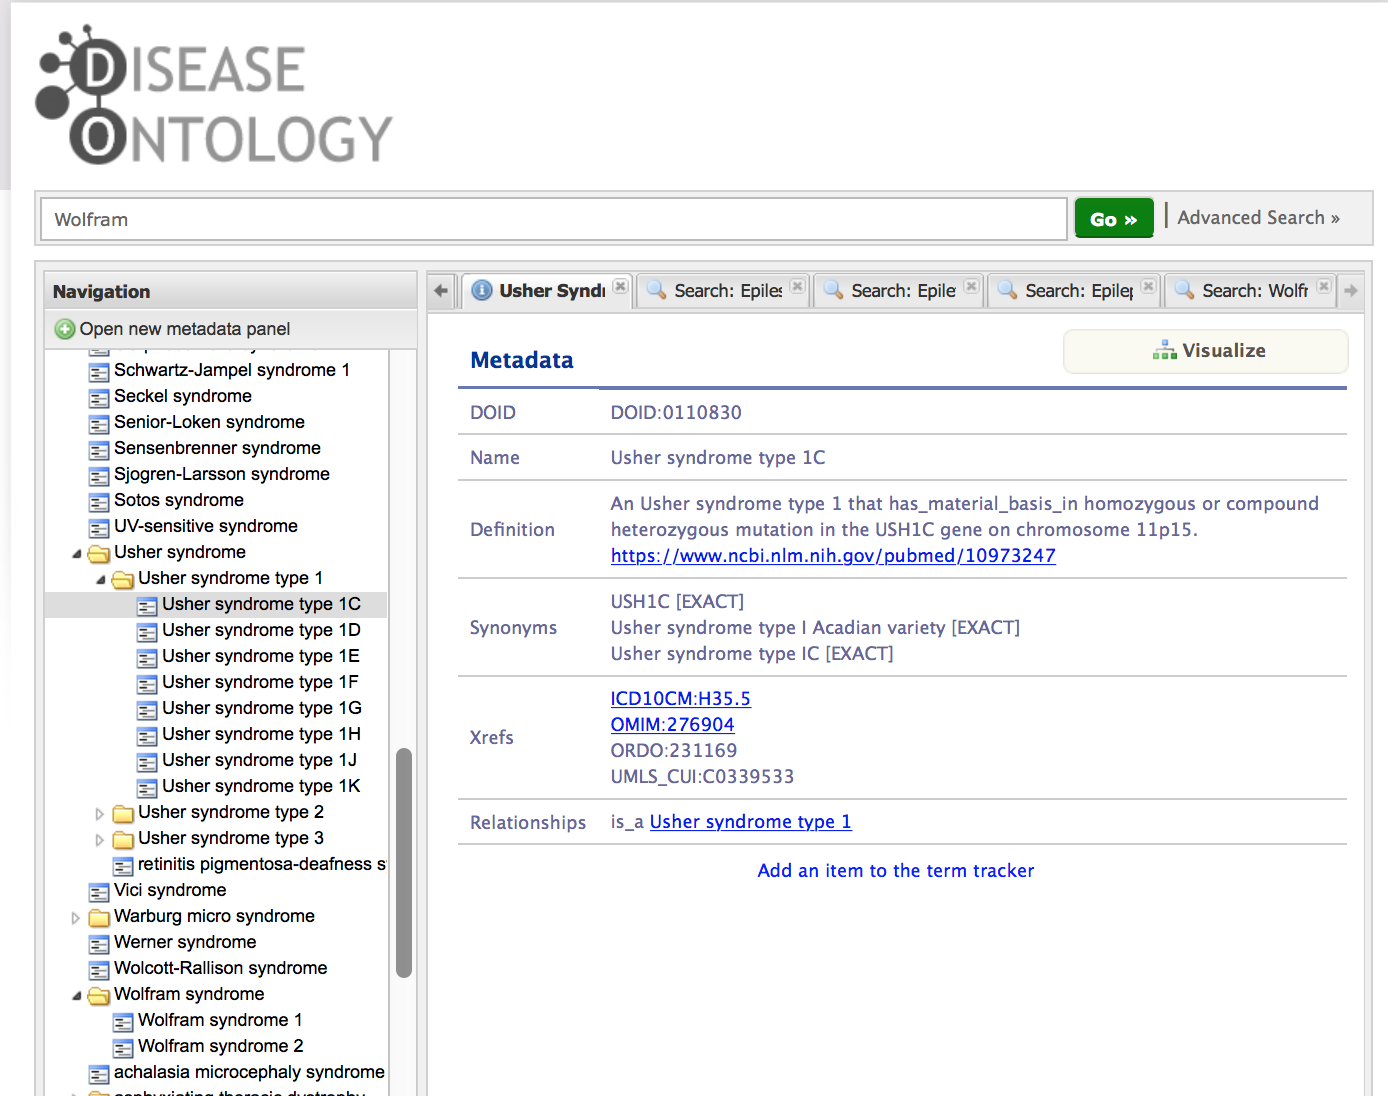 DISEASE
ONTOLOGY
Wolfram
Go »
Advanced Search »
Navigation
Open new metadata panel
Schwartz-Jampel syndrome 1
Seckel syndrome
Senior-Loken syndrome
Sensenbrenner syndrome
Sjogren-Larsson syndrome
Sotos syndrome
UV-sensitive syndrome
Usher syndrome
Usher syndrome type 1
Usher syndrome type 1C
Usher syndrome type 1D
Usher syndrome type 1E
Usher syndrome type 1F
Usher syndrome type 1G
Usher syndrome type 1H
Usher syndrome type 1J
Usher syndrome type 1K
Usher syndrome type 2
Usher syndrome type 3
retinitis pigmentosa-deafness s
Vici syndrome
Warburg micro syndrome
Werner syndrome
Wolcott-Rallison syndrome
Wolfram syndrome
Wolfram syndrome 1
Wolfram syndrome 2
achalasia microcephaly syndrome
asphyxiating thoracic dystrophy
Usher Synd
Search: Epiles
Search: Epile
Search: Epilep
Search: Wolfr
Metadata
Visualize
DOID DOID:0110830
Name Usher syndrome type 1C
Definition An Usher syndrome type 1 that has_material_basis_in homozygous or compound
heterozygous mutation in the USH1C gene on chromosome 11p15.
https://www.ncbi.nlm.nih.gov/pubmed/10973247
Synonyms USH1C [EXACT]
Usher syndrome type I Acadian variety [EXACT]
Usher syndrome type IC [EXACT]
Xrefs ICD10CM:H35.5
OMIM:276904
ORDO:231169
UMLS_CUI:C0339533
Relationships is_a Usher syndrome type 1
Add an item to the term tracker